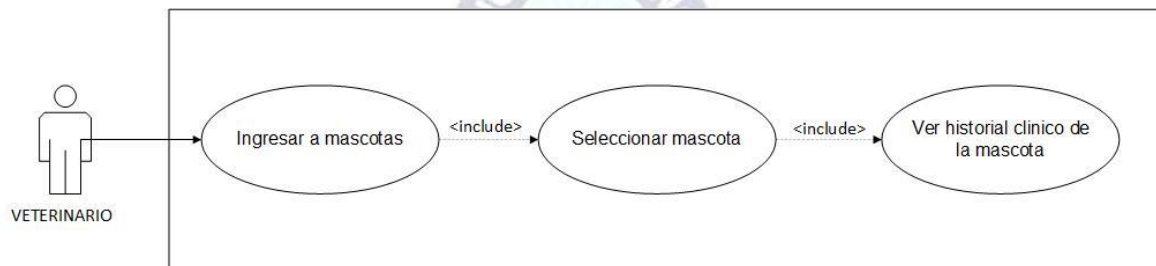 Ingresar a mascotas
<include>
Seleccionar mascota
<include>
Ver historial clinico de
la mascota
VETERINARIO